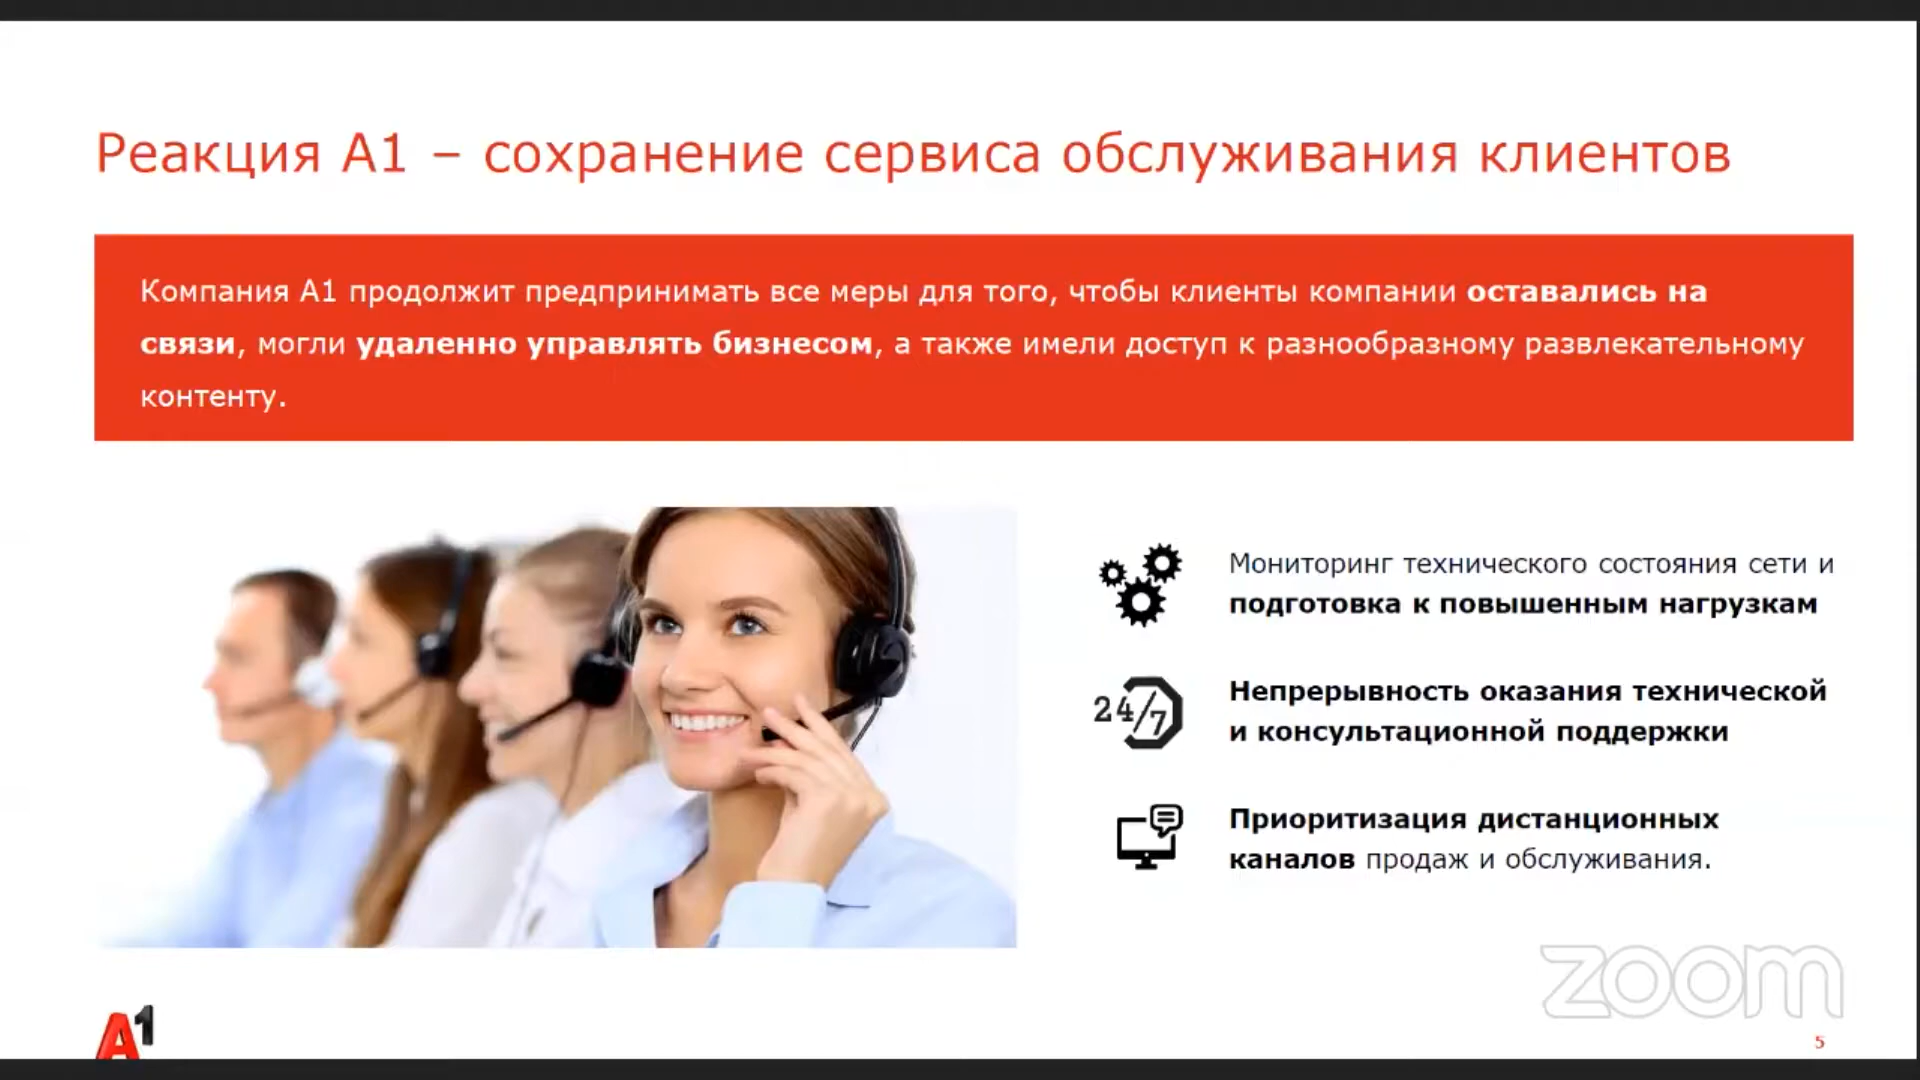 Реакция А1 – сохранение сервиса обслуживания клиентов
Компания А1 продолжит предпринимать все меры для того, чтобы клиенты компании оставались на
связи, могли удаленно управлять бизнесом, а также имели доступ к разнообразному развлекательному
контенту.
Мониторинг технического состояния сети и
подготовка к повышенным нагрузкам
24/7
Непрерывность оказания технической
и консультационной поддержки
Приоритизация дистанционных
каналов продаж и обслуживания.
zoom
A1
5